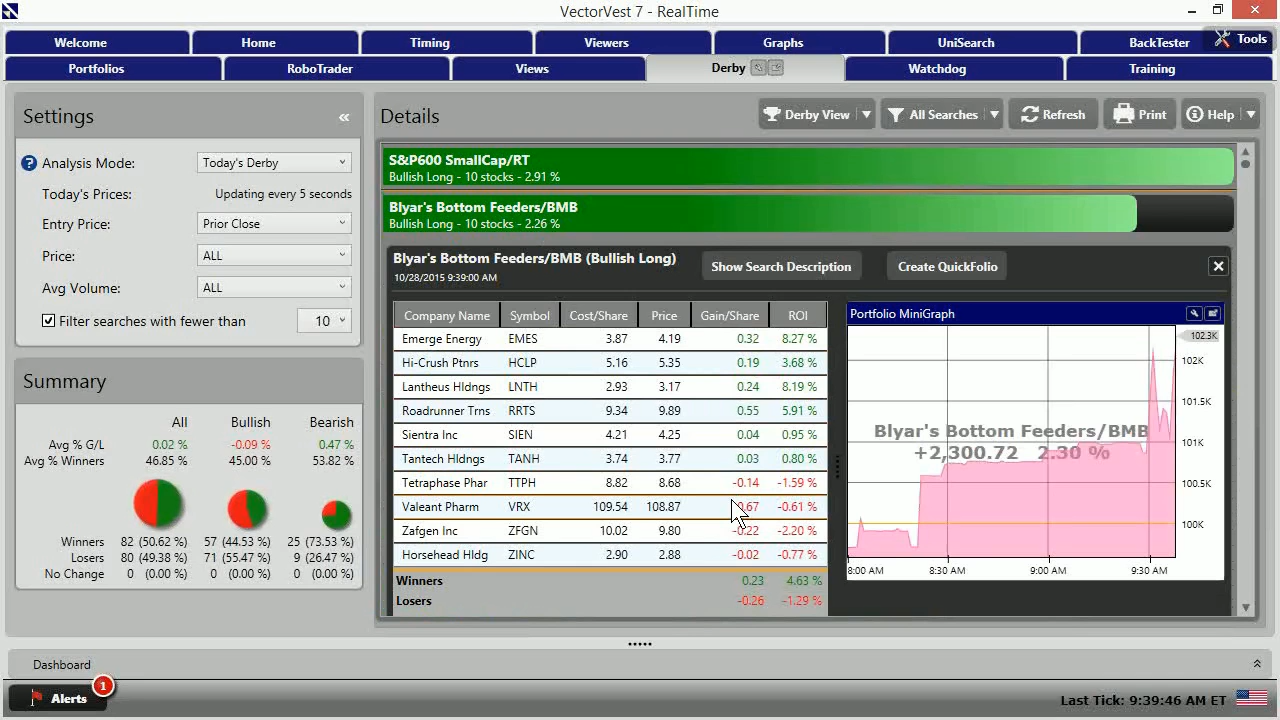 VectorVest 7 - RealTime
Welcome
Home
Timing
Viewers
Graphs
UniSearch
BackTester
Tools
Portfolios
RoboTrader
Views
Derby
Watchdog
Training
Settings
«
Analysis Mode: Today's Derby
Today's Prices: Updating every 5 seconds
Entry Price: Prior Close
Price: ALL
Avg Volume: ALL
Filter searches with fewer than 10
Summary
All Bullish Bearish
Avg % G/L 0.02 % -0.09 % 0.47 %
Avg % Winners 46.85 % 45.00 % 53.82 %
Winners 82 (50.62 %) 57 (44.53 %) 25 (73.53 %)
Losers 80 (49.38 %) 71 (55.47 %) 9 (26.47 %)
No Change 0 (0.00 %) 0 (0.00 %) 0 (0.00 %)
Details
Derby View
All Searches
Refresh
Print
Help
S&P600 SmallCap/RT
Bullish Long - 10 stocks - 2.91 %
Blyar's Bottom Feeders/BMB
Bullish Long - 10 stocks - 2.26 %
Blyar's Bottom Feeders/BMB (Bullish Long)
10/28/2015 9:39:00 AM
Show Search Description
Create QuickFolio
Company Name Symbol Cost/Share Price Gain/Share ROI
Emerge Energy EMES 3.87 4.19 0.32 8.27 %
Hi-Crush Ptnrs HCLP 5.16 5.35 0.19 3.68 %
Lantheus Hldngs LNTH 2.93 3.17 0.24 8.19 %
Roadrunner Trns RRTS 9.34 9.89 0.55 5.91 %
Sientra Inc SIEN 4.21 4.25 0.04 0.95 %
Tantech Hldngs TANH 3.74 3.77 0.03 0.80 %
Tetraphase Phar TTPH 8.82 8.68 -0.14 -1.59 %
Valeant Pharm VRX 109.54 108.87 -0.61 %
Zafgen Inc ZFGN 10.02 9.80 -0.22 -2.20 %
Horsehead Hldg ZINC 2.90 2.88 -0.02 -0.77 %
Winners 0.23 4.63 %
Losers -0.26 -1.29 %
Portfolio MiniGraph
102.3K
102K
101.5K
101K
100.5K
100K
Blyar's Bottom Feeders/BMB
+2,300.72 2.30 %
8:00 AM 8:30 AM 9:00 AM 9:30 AM
Dashboard
Alerts
1
Last Tick: 9:39:46 AM ET